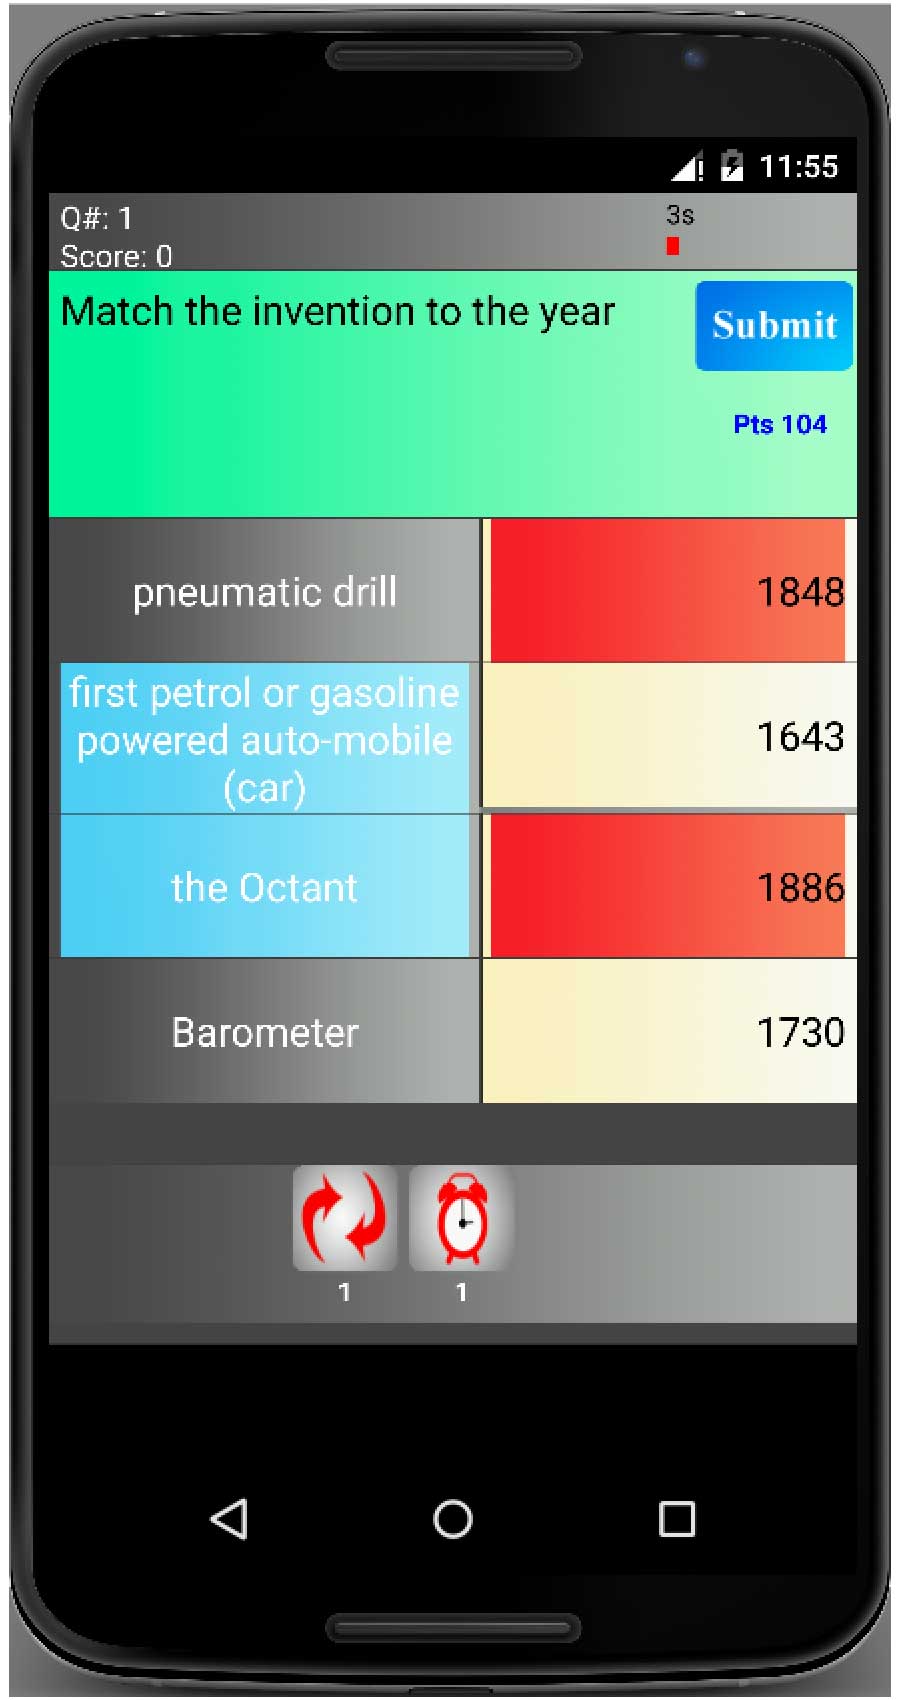 11:55
Q#: 1
3s
Score: 0
Match the invention to the year
Submit
Pts 104
pneumatic drill
1848
first petrol or gasoline
powered auto-mobile
(car)
1643
the Octant
1886
Barometer
1730
1
1